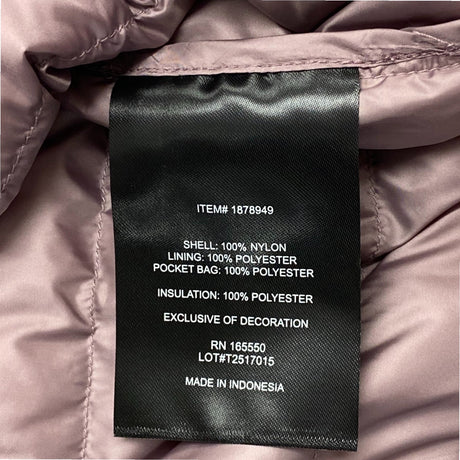 ITEM# 1878949
SHELL: 100% NYLON
LINING: 100% POLYESTER
POCKET BAG: 100% POLYESTER
INSULATION: 100% POLYESTER
EXCLUSIVE OF DECORATION
RN 165550
LOT#T2517015
MADE IN INDONESIA